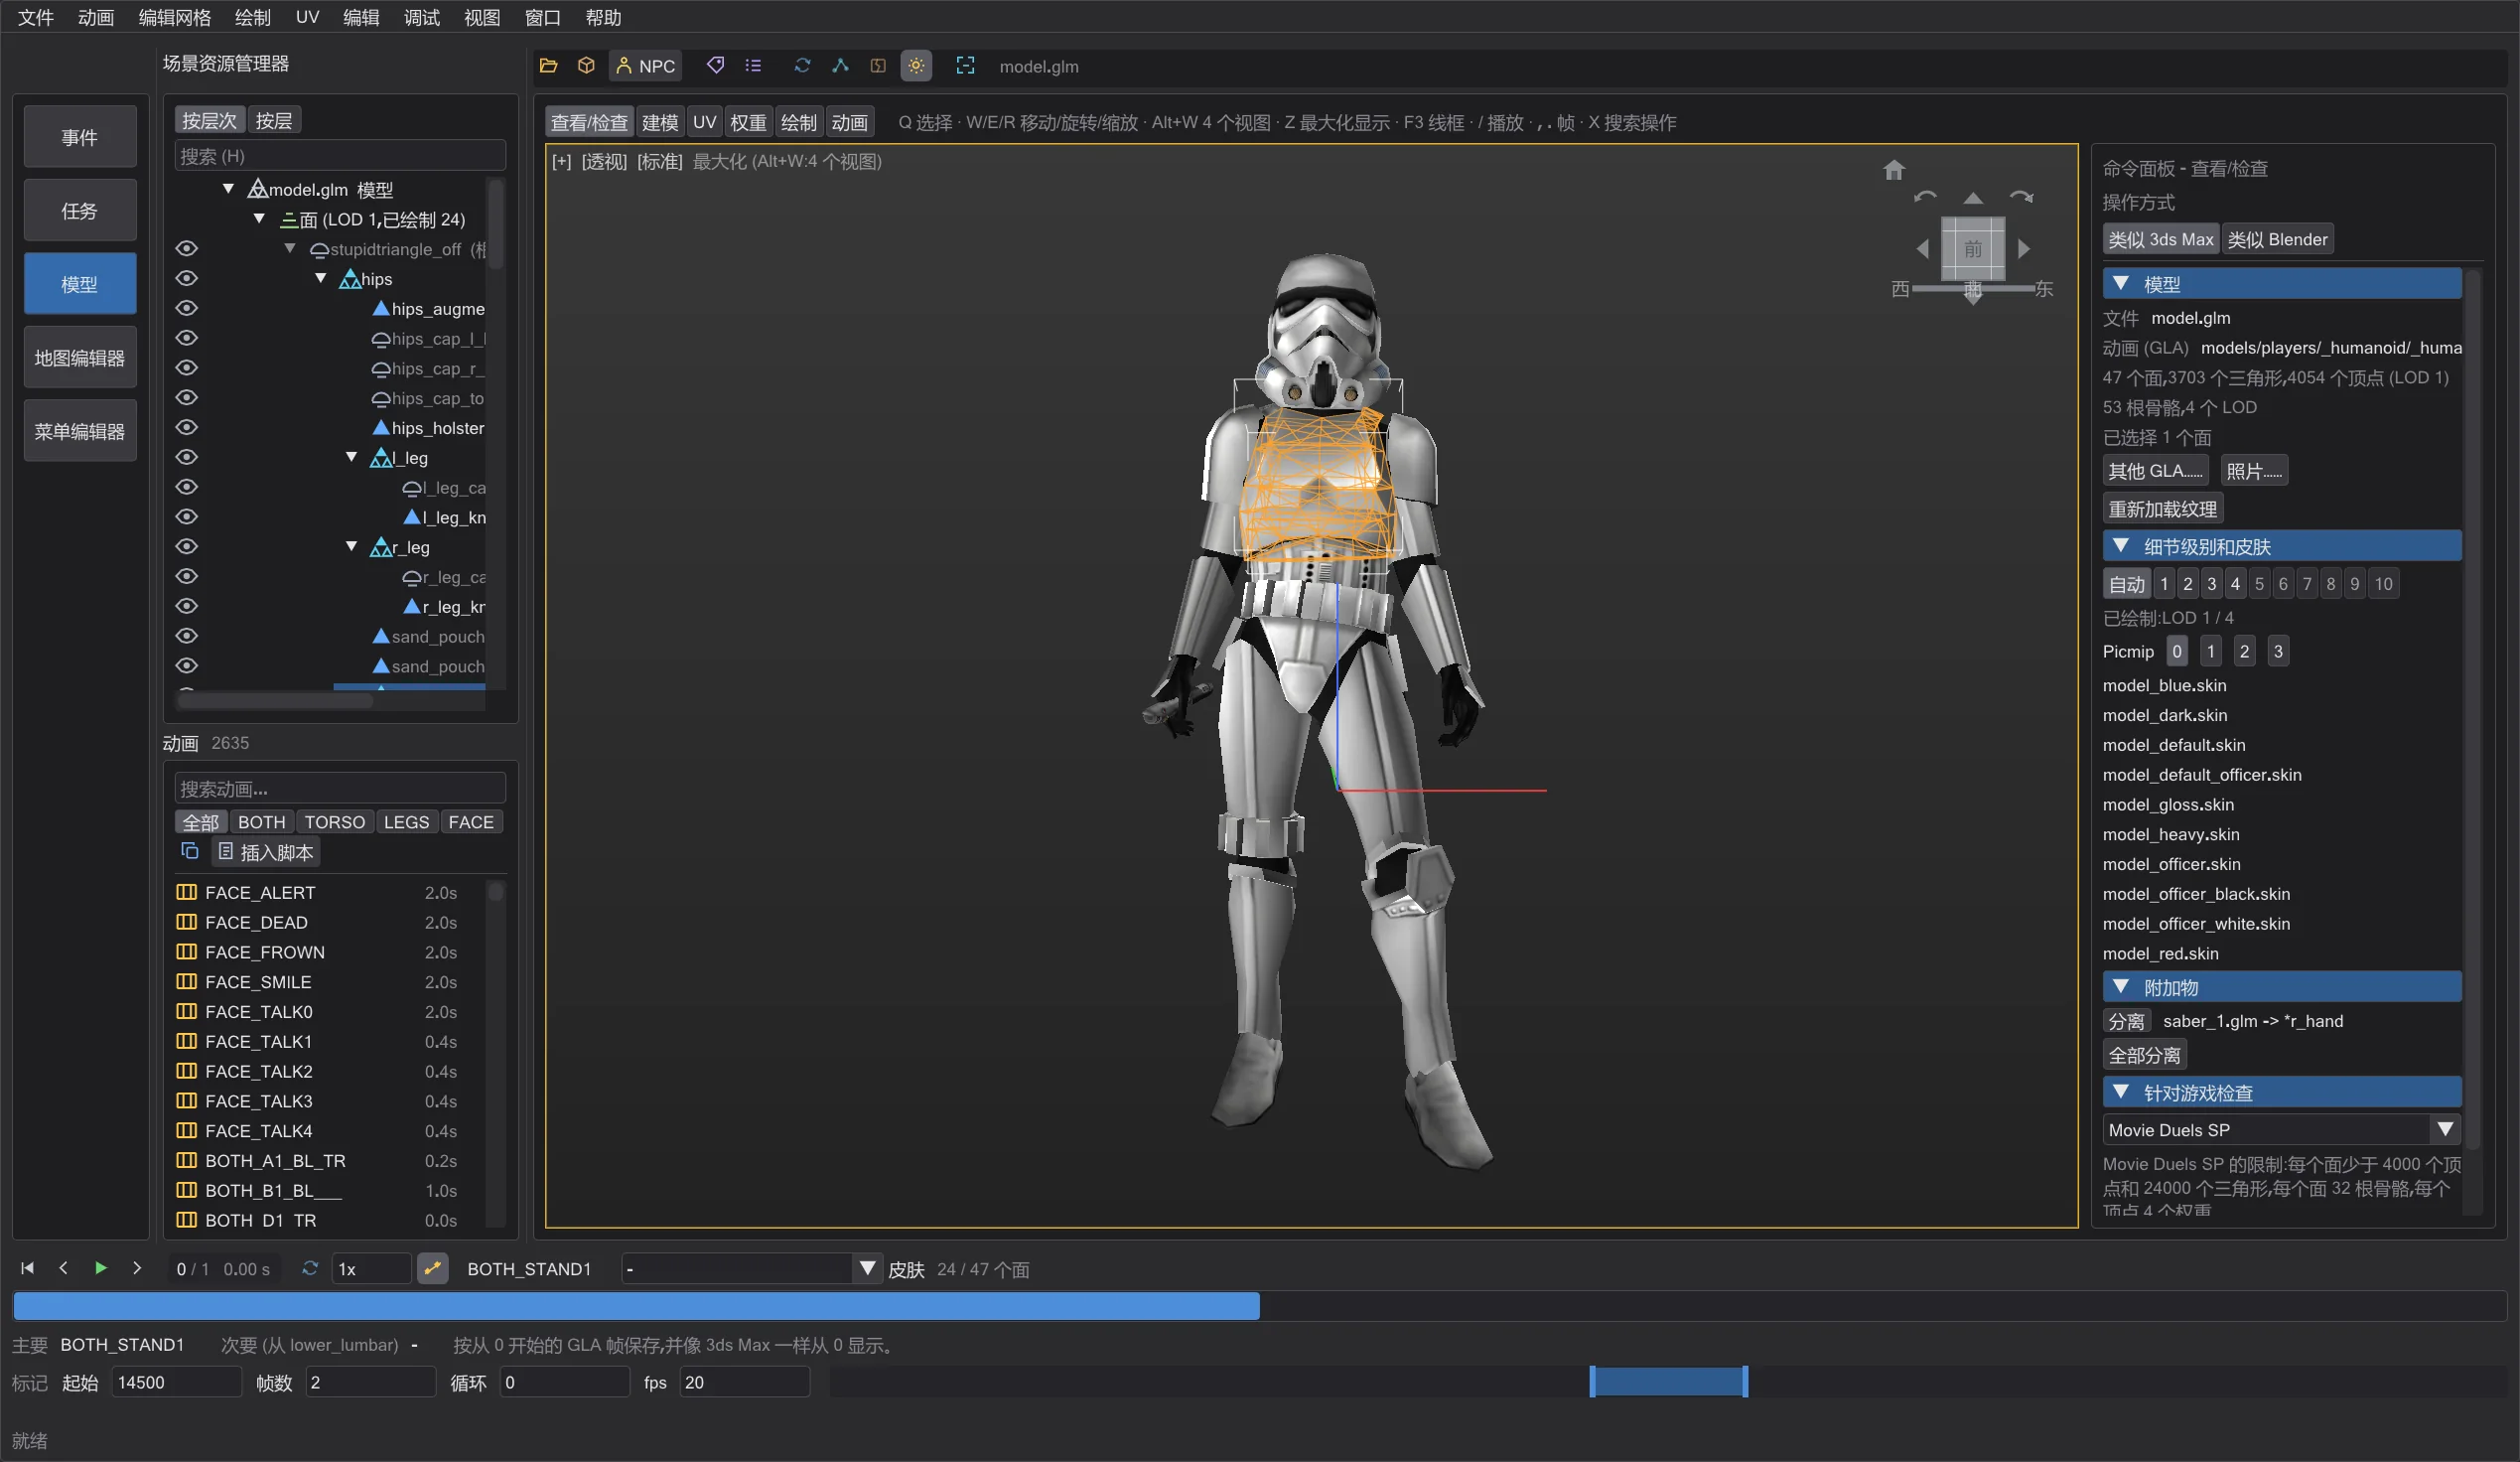 文件 动画 编辑网格 绘制 UV 编辑 调试 视图 窗口 帮助
场景资源管理器
NPC model.glm
事件
任务
模型
地图编辑器
菜单编辑器
按层次 按层
搜索 (H)
model.glm 模型
面 (LOD 1,已绘制 24)
stupidtriangle_off
hips
hips_augme
hips_cap_l_
hips_cap_r_
hips_cap_to
hips_holster
l_leg
l_leg_ca
l_leg_kn
r_leg
r_leg_ca
r_leg_kn
sand_pouch
sand_pouch
动画 2635
搜索动画...
全部 BOTH TORSO LEGS FACE
插入脚本
FACE_ALERT 2.0s
FACE_DEAD 2.0s
FACE_FROWN 2.0s
FACE_SMILE 2.0s
FACE_TALK0 2.0s
FACE_TALK1 0.4s
FACE_TALK2 0.4s
FACE_TALK3 0.4s
FACE_TALK4 0.4s
BOTH_A1_BL_TR 0.2s
BOTH_B1_BL___ 1.0s
BOTH_D1_TR 0.0s
查看/检查 建模 UV 权重 绘制 动画 Q 选择 · W/E/R 移动/旋转/缩放 · Alt+W 4 个视图 · Z 最大化显示 · F3 线框 · / 播放 · , . 帧 · X 搜索操作
[+] [透视] [标准] 最大化 (Alt+W:4 个视图)
前
西 北 东
命令面板 - 查看/检查
操作方式
类似 3ds Max 类似 Blender
模型
文件 model.glm
动画 (GLA) models/players/_humanoid/_huma
47 个面,3703 个三角形,4054 个顶点 (LOD 1)
53 根骨骼,4 个 LOD
已选择 1 个面
其他 GLA...... 照片......
重新加载纹理
细节级别和皮肤
自动 1 2 3 4 5 6 7 8 9 10
已绘制:LOD 1 / 4
Picmip 0 1 2 3
model_blue.skin
model_dark.skin
model_default.skin
model_default_officer.skin
model_gloss.skin
model_heavy.skin
model_officer.skin
model_officer_black.skin
model_officer_white.skin
model_red.skin
附加物
分离 saber_1.glm -> *r_hand
全部分离
针对游戏检查
Movie Duels SP
Movie Duels SP 的限制:每个面少于 4000 个顶
点和 24000 个三角形,每个面 32 根骨骼,每个
顶点 4 个权重
0 / 1 0.00 s 1x BOTH_STAND1 - 皮肤 24 / 47 个面
主要 BOTH_STAND1 次要 (从 lower_lumbar) - 按从 0 开始的 GLA 帧保存,并像 3ds Max 一样从 0 显示。
标记 起始 14500 帧数 2 循环 0 fps 20
就绪